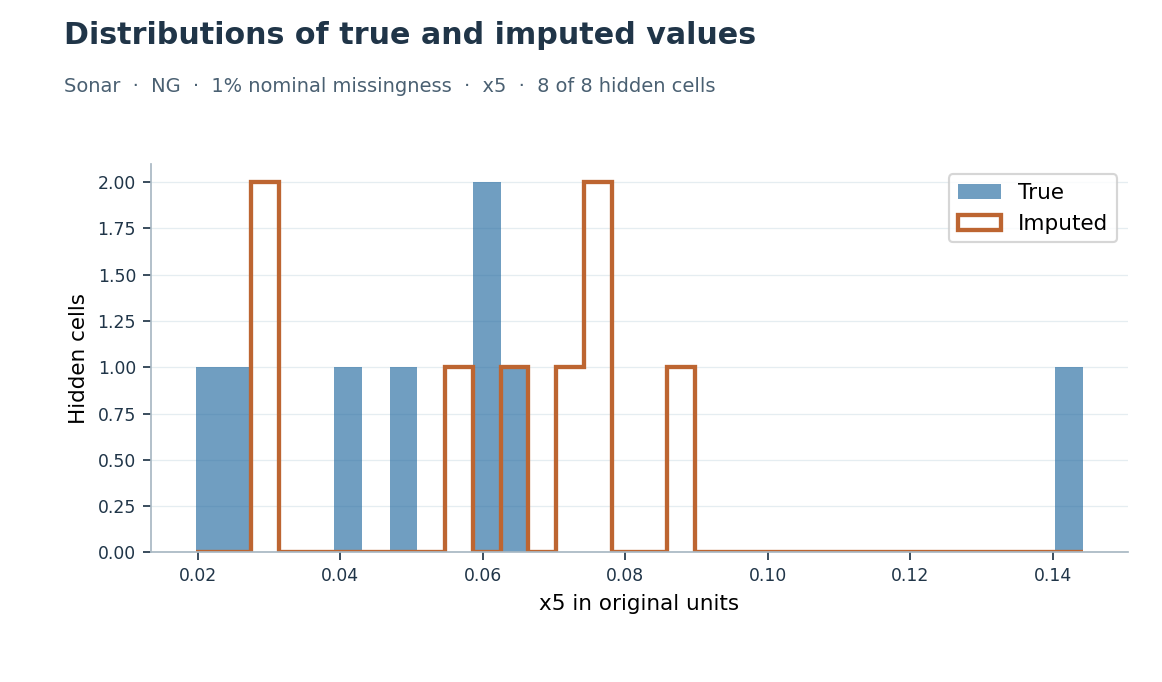 Distributions of true and imputed values
Sonar · NG · 1% nominal missingness · x5 · 8 of 8 hidden cells
True
Imputed
Hidden cells
2.00
1.75
1.50
1.25
1.00
0.75
0.50
0.25
0.00
0.02 0.04 0.06 0.08 0.10 0.12 0.14
x5 in original units